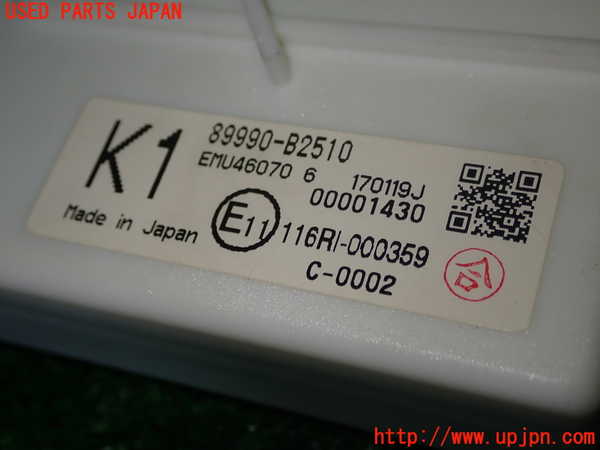 USED PARTS JAPAN
K1
89990-B2510
EMU46070 6 170119J
00001430
Made in Japan
E11 116RI-000359
C-0002
合
http://www.upjpn.com/